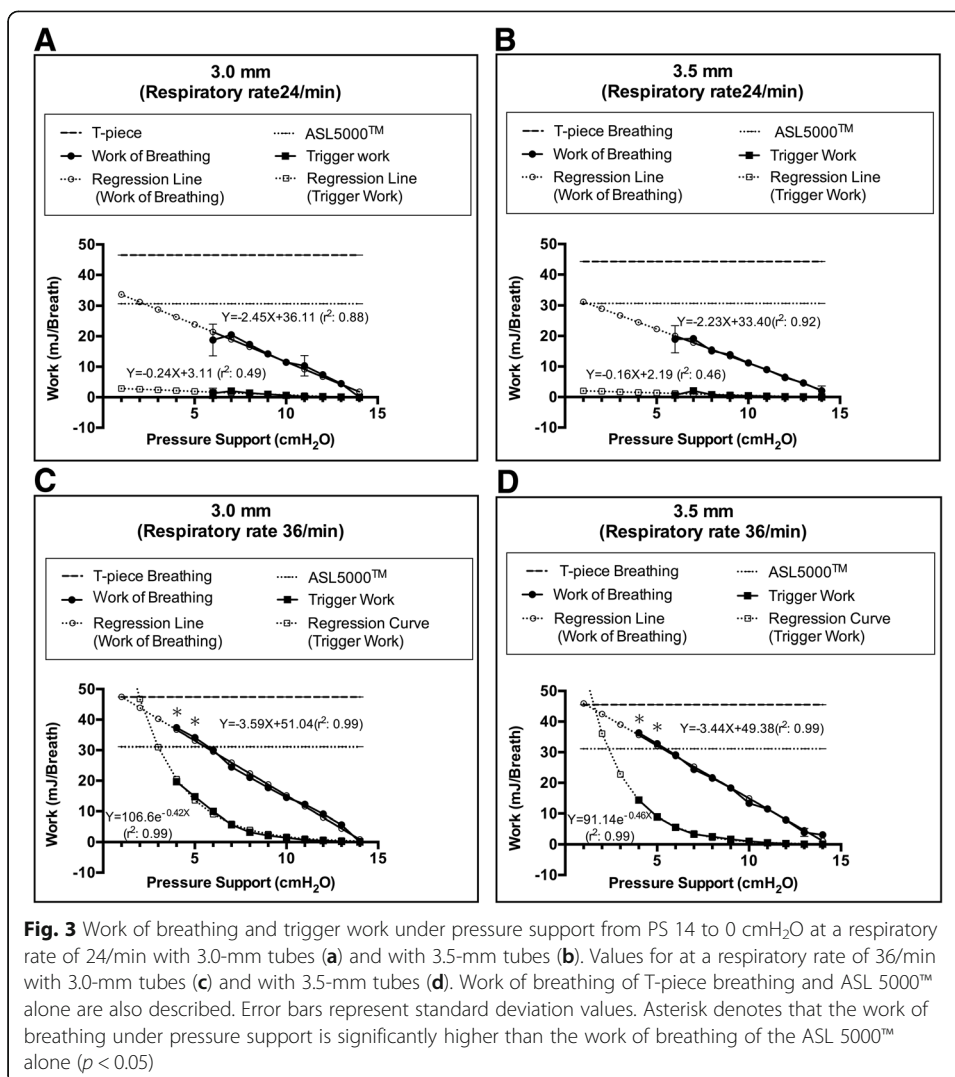 A
3.0 mm
(Respiratory rate24/min)
T-piece
ASL5000™
Work of Breathing
Trigger work
Regression Line
(Work of Breathing)
Regression Line
(Trigger Work)
50
40
30
20
10
0
-10
Work (mJ/Breath)
Y=-2.45X+36.11 (r²: 0.88)
Y=-0.24X+3.11 (r²: 0.49)
5
10
15
Pressure Support (cmH₂O)
B
3.5 mm
(Respiratory rate24/min)
T-piece Breathing
ASL5000™
Work of Breathing
Trigger Work
Regression Line
(Work of Breathing)
Regression Line
(Trigger Work)
50
40
30
20
10
0
-10
Work (mJ/Breath)
Y=-2.23X+33.40 (r²: 0.92)
Y=-0.16X+2.19 (r²: 0.46)
5
10
15
Pressure Support (cmH₂O)
C
3.0 mm
(Respiratory rate 36/min)
T-piece Breathing
ASL5000™
Work of Breathing
Trigger Work
Regression Line
(Work of Breathing)
Regression Curve
(Trigger Work)
50
40
30
20
10
0
-10
Work (mJ/Breath)
* *
Y=-3.59X+51.04(r²: 0.99)
Y=106.6e⁻⁰·⁴²ˣ
(r²: 0.99)
5
10
15
Pressure Support (cmH₂O)
D
3.5 mm
(Respiratory rate 36/min)
T-piece Breathing
ASL5000™
Work of Breathing
Trigger Work
Regression Line
(Work of Breathing)
Regression Curve
(Trigger Work)
50
40
30
20
10
0
-10
Work (mJ/Breath)
* *
Y=-3.44X+49.38(r²: 0.99)
Y=91.14e⁻⁰·⁴⁶ˣ
(r²: 0.99)
5
10
15
Pressure Support (cmH₂O)
Fig. 3 Work of breathing and trigger work under pressure support from PS 14 to 0 cmH₂O at a respiratory
rate of 24/min with 3.0-mm tubes (a) and with 3.5-mm tubes (b). Values for at a respiratory rate of 36/min
with 3.0-mm tubes (c) and with 3.5-mm tubes (d). Work of breathing of T-piece breathing and ASL 5000™
alone are also described. Error bars represent standard deviation values. Asterisk denotes that the work of
breathing under pressure support is significantly higher than the work of breathing of the ASL 5000™
alone (p < 0.05)